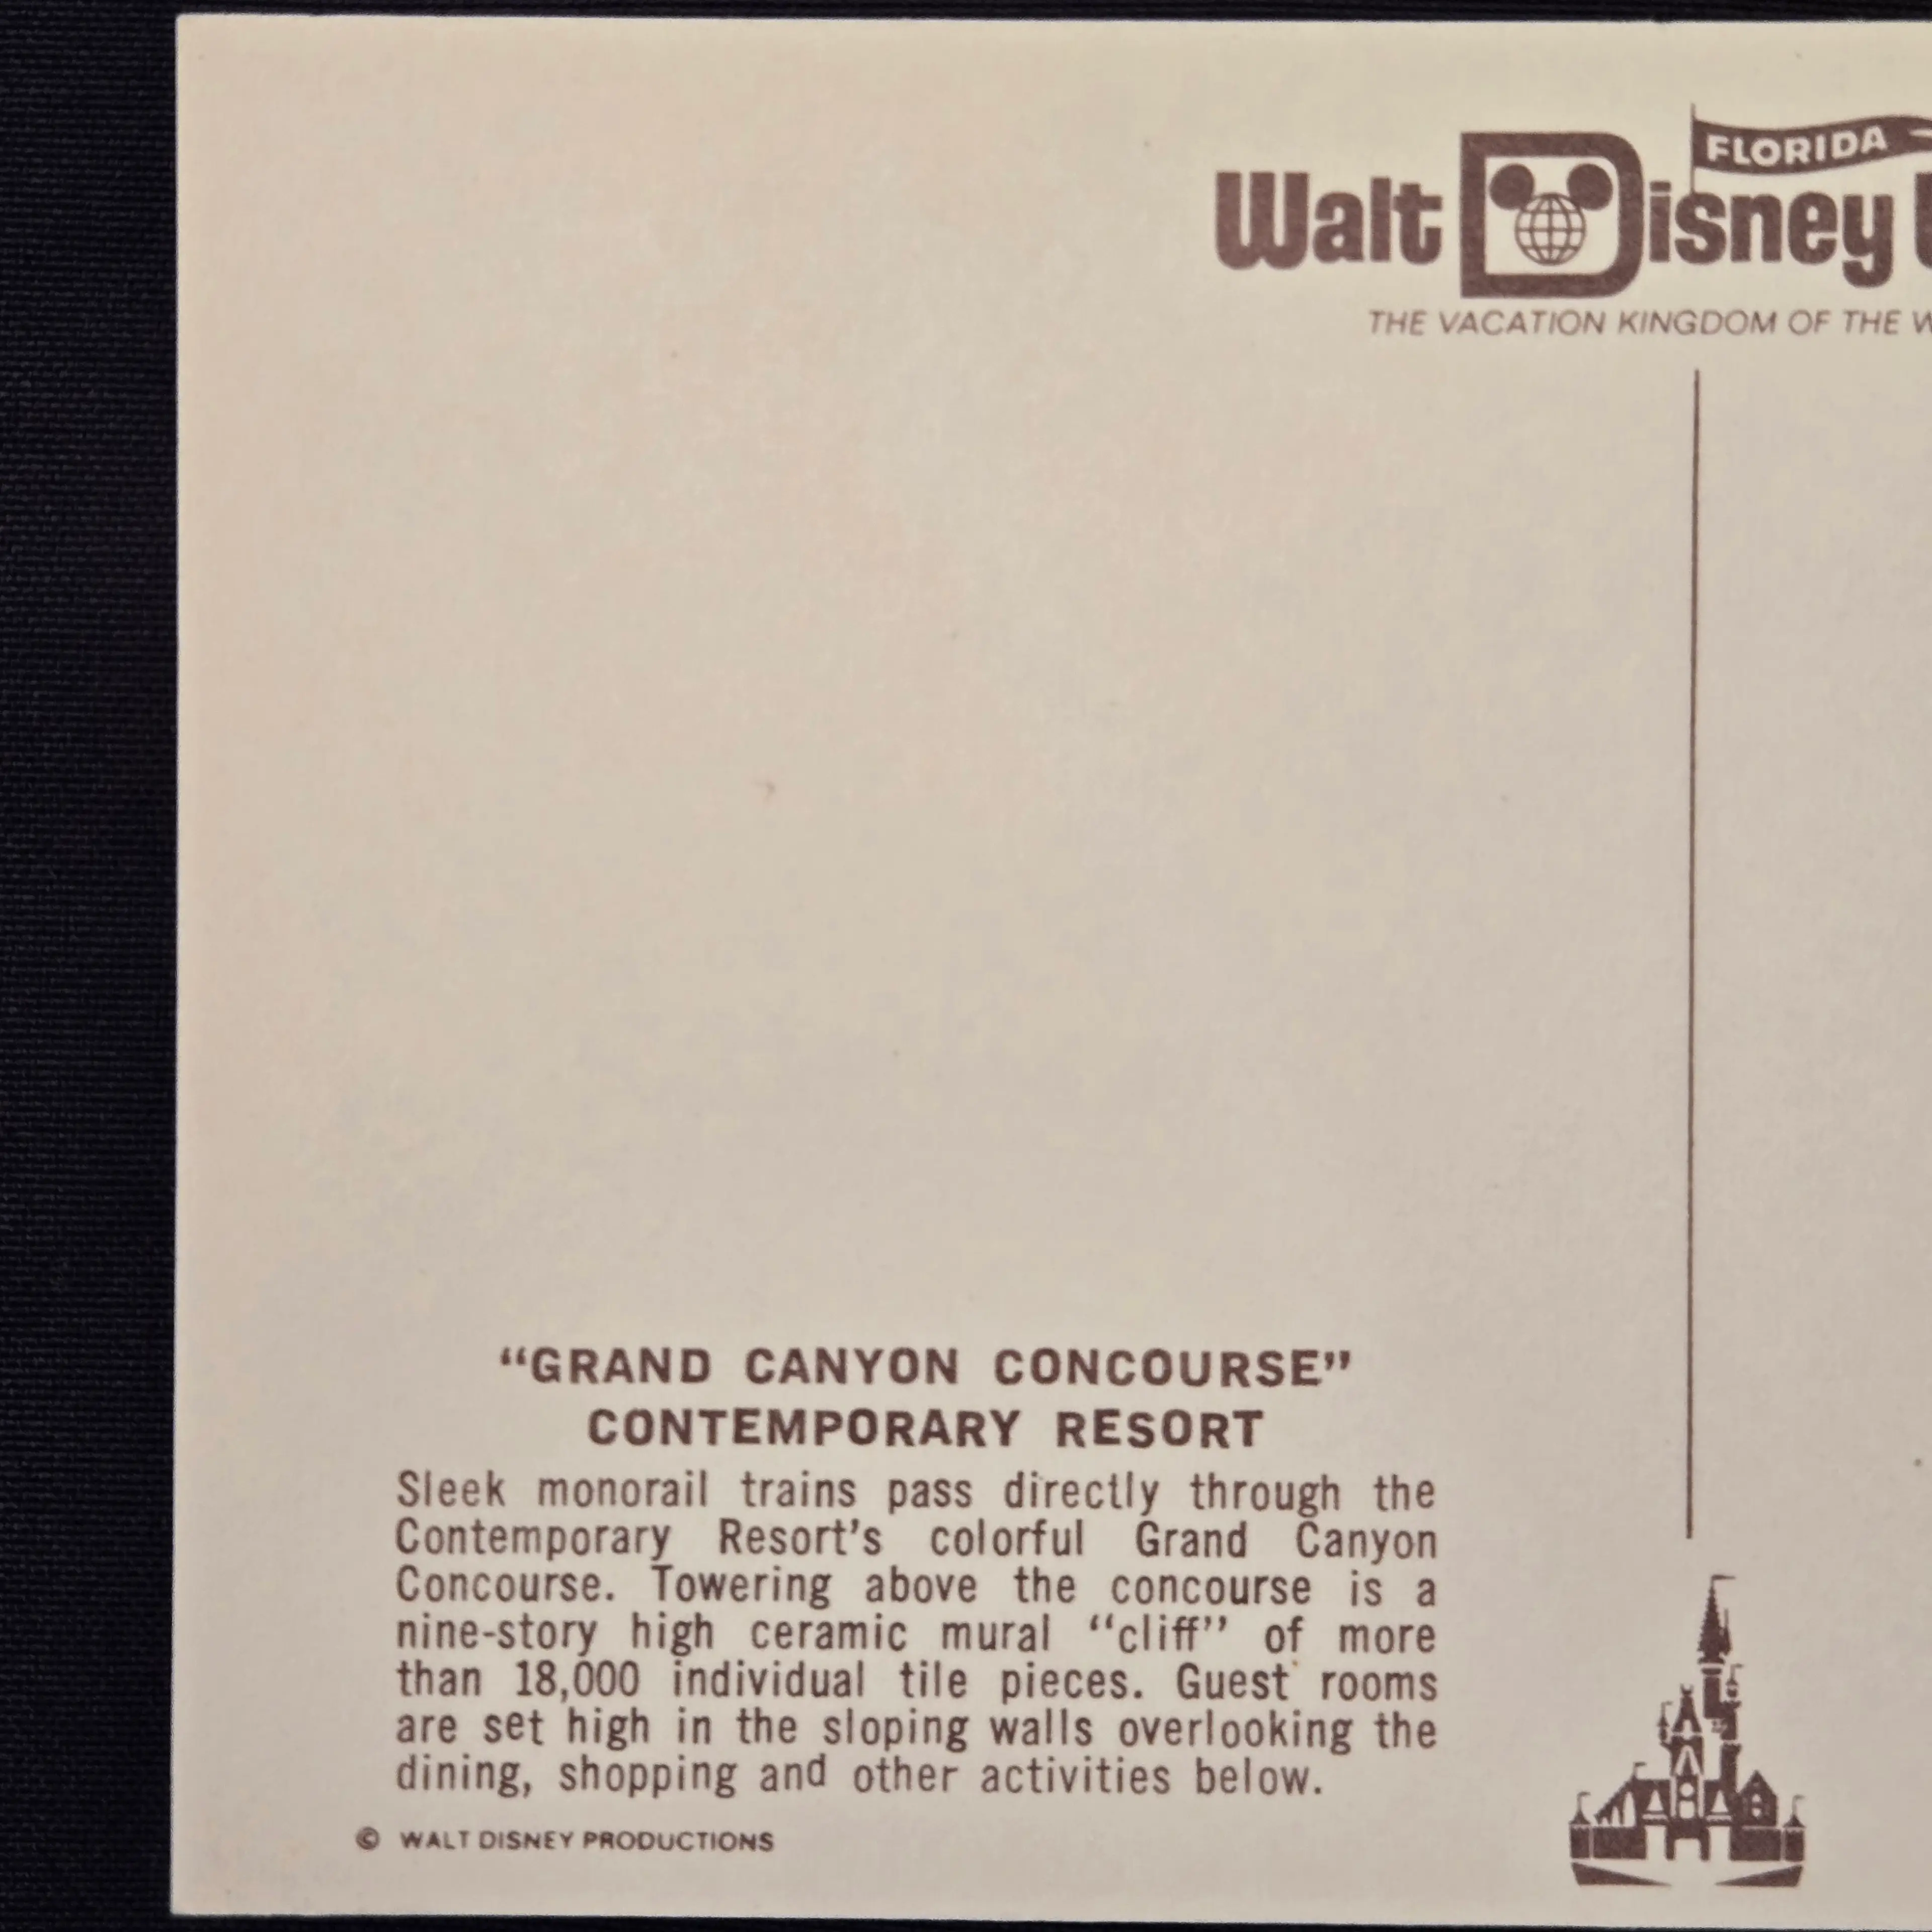 FLORIDA
Walt Disney
THE VACATION KINGDOM OF THE
“GRAND CANYON CONCOURSE”
CONTEMPORARY RESORT
Sleek monorail trains pass directly through the
Contemporary Resort’s colorful Grand Canyon
Concourse. Towering above the concourse is a
nine-story high ceramic mural “cliff” of more
than 18,000 individual tile pieces. Guest rooms
are set high in the sloping walls overlooking the
dining, shopping and other activities below.
© WALT DISNEY PRODUCTIONS